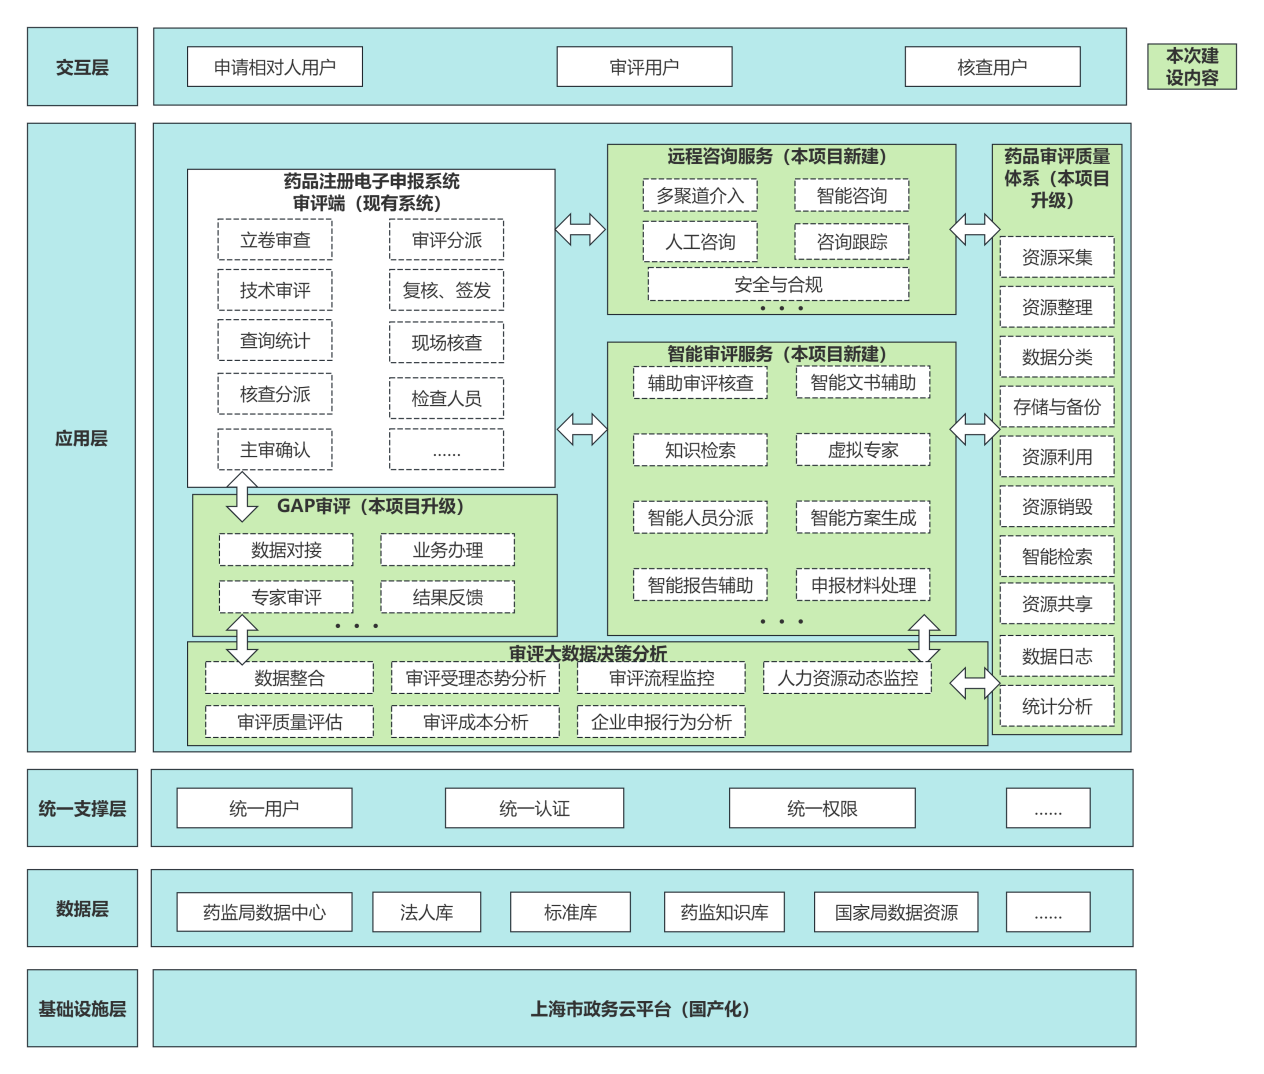 交互层
申请相对人用户
审评用户
核查用户
本次建
设内容
应用层
药品注册电子申报系统
审评端（现有系统）
立卷审查
审评分派
技术审评
复核、签发
查询统计
现场核查
核查分派
检查人员
主审确认
......
GAP审评（本项目升级）
数据对接
业务办理
专家审评
结果反馈
• • •
远程咨询服务（本项目新建）
多聚道介入
智能咨询
人工咨询
咨询跟踪
安全与合规
• • •
智能审评服务（本项目新建）
辅助审评核查
智能文书辅助
知识检索
虚拟专家
智能人员分派
智能方案生成
智能报告辅助
申报材料处理
• • •
审评大数据决策分析
数据整合
审评受理态势分析
审评流程监控
人力资源动态监控
审评质量评估
审评成本分析
企业申报行为分析
药品审评质量
体系（本项目
升级）
资源采集
资源整理
数据分类
存储与备份
资源利用
资源销毁
智能检索
资源共享
数据日志
统计分析
统一支撑层
统一用户
统一认证
统一权限
......
数据层
药监局数据中心
法人库
标准库
药监知识库
国家局数据资源
......
基础设施层
上海市政务云平台（国产化）